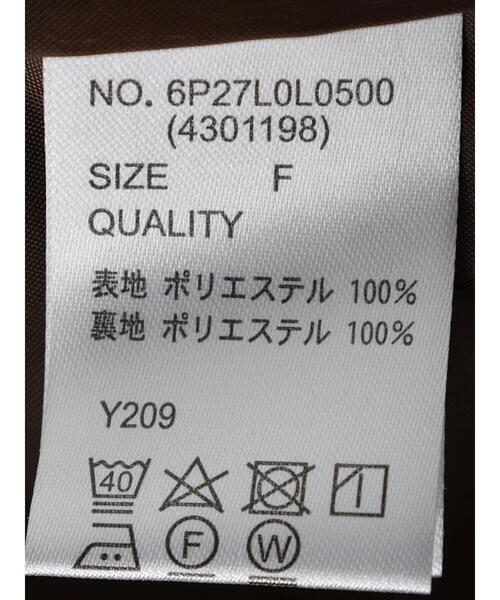 NO. 6P27L0L0500
(4301198)
SIZE F
QUALITY
表地 ポリエステル 100%
裏地 ポリエステル 100%
Y209
40
F W